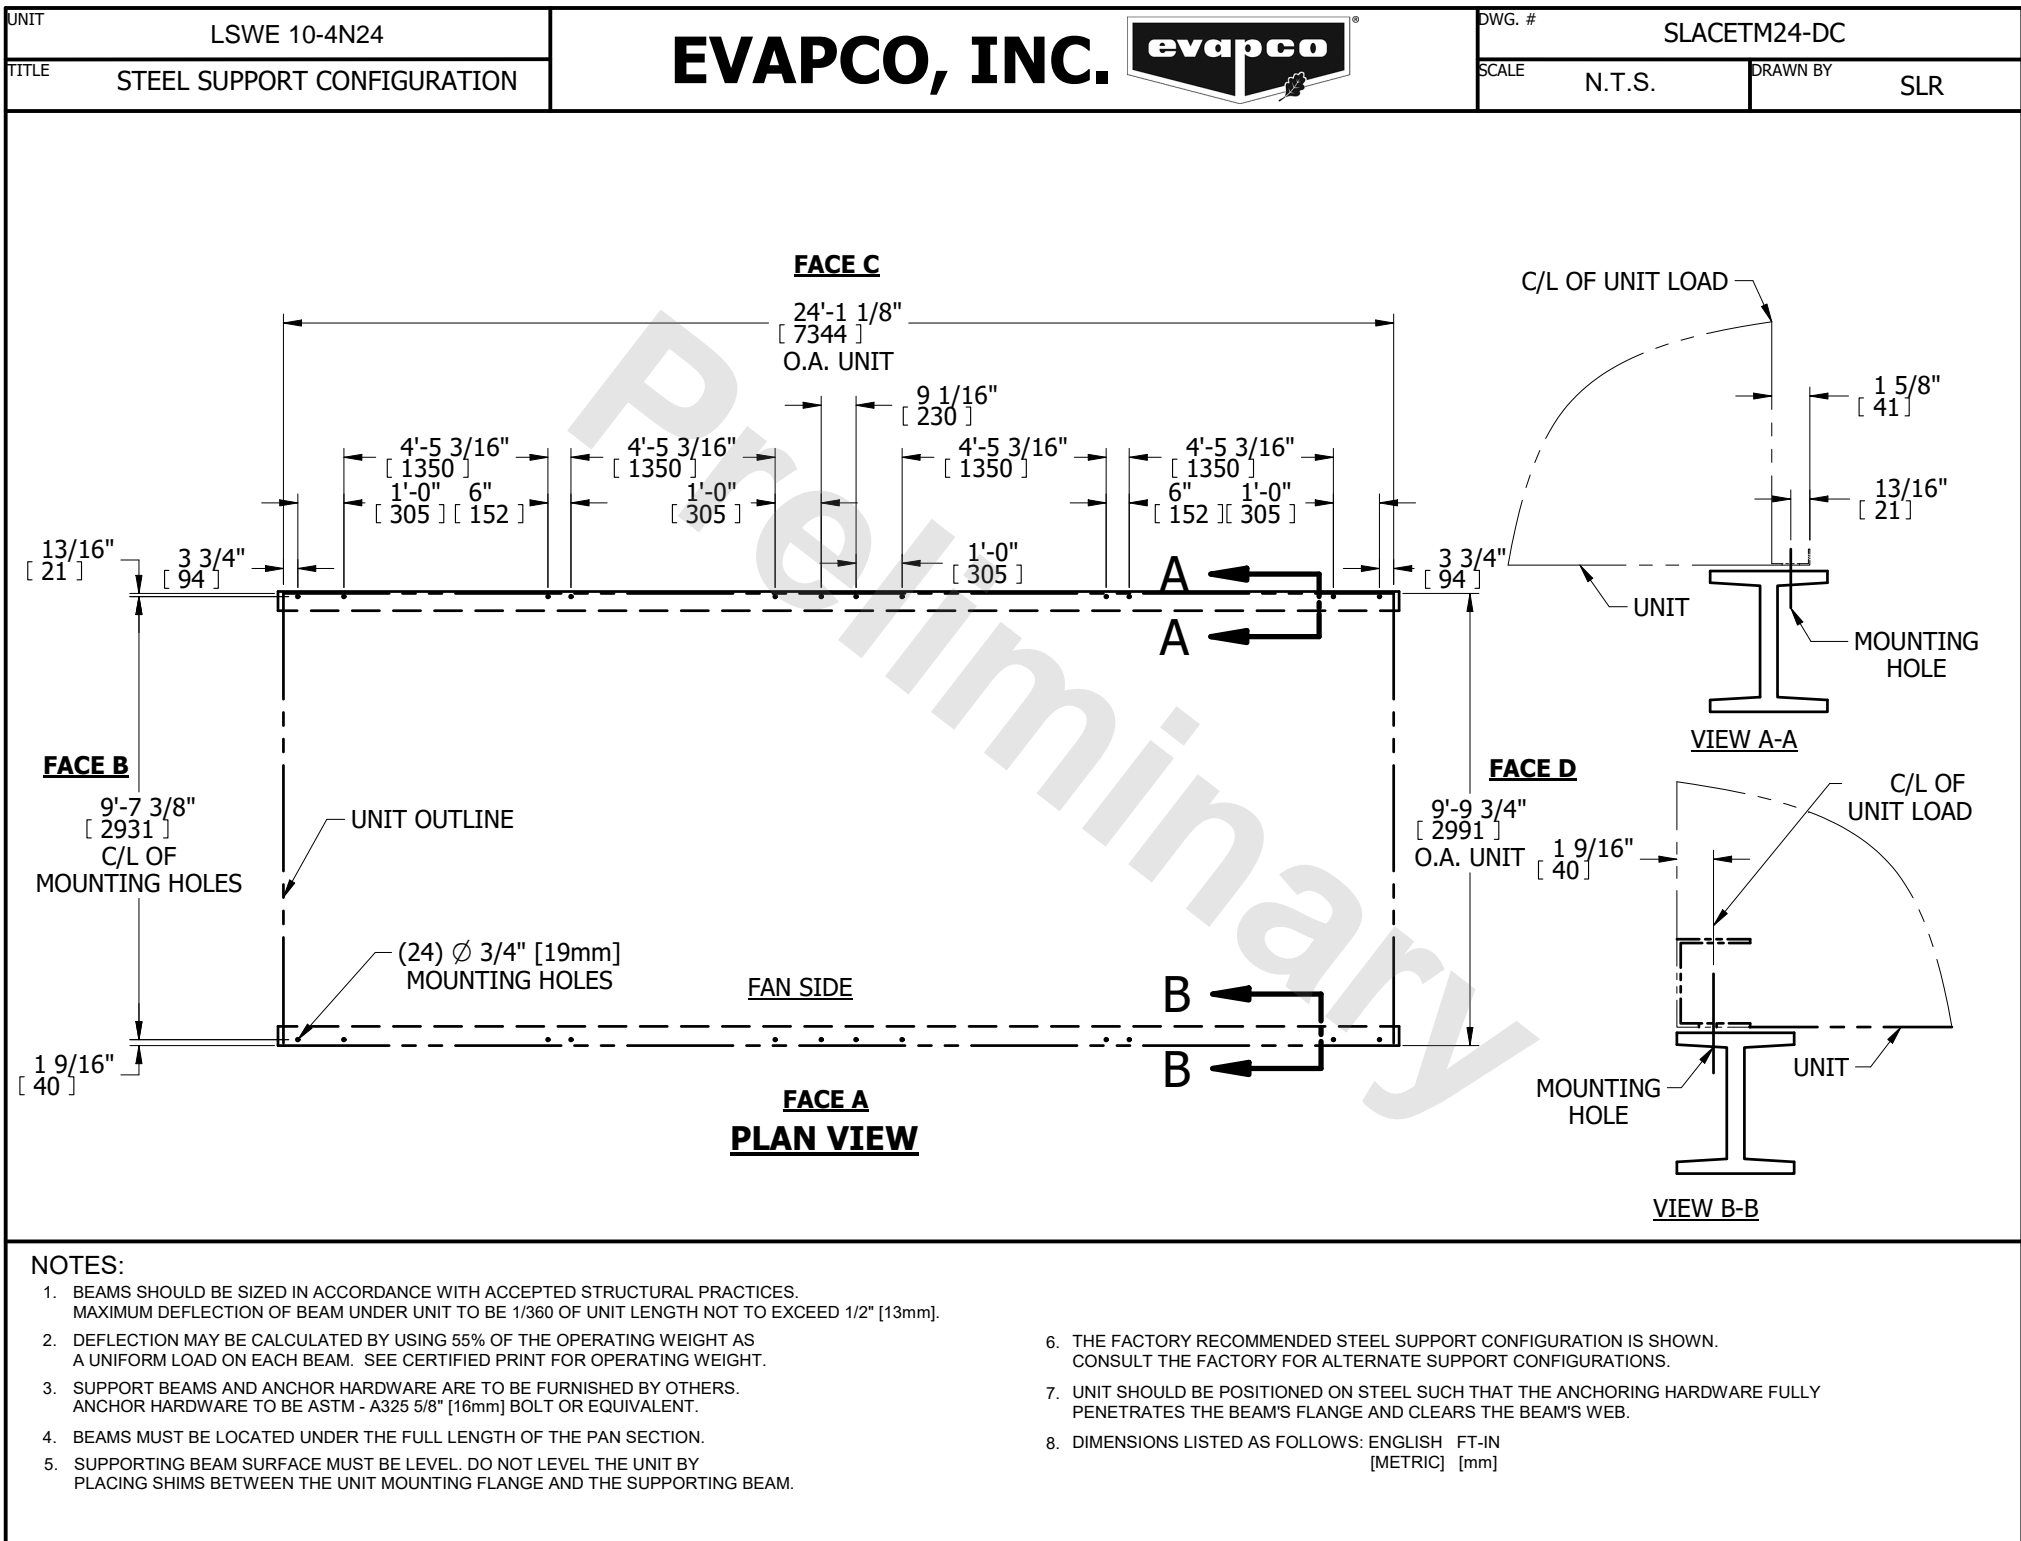 UNIT
LSWE 10-4N24
TITLE
STEEL SUPPORT CONFIGURATION
EVAPCO, INC.
evapco
®
DWG. #
SLACETM24-DC
SCALE
N.T.S.
DRAWN BY
SLR
FACE C
24'-1 1/8"
[ 7344 ]
O.A. UNIT
9 1/16"
[ 230 ]
4'-5 3/16"
[ 1350 ]
4'-5 3/16"
[ 1350 ]
4'-5 3/16"
[ 1350 ]
4'-5 3/16"
[ 1350 ]
1'-0"
[ 305 ]
6"
[ 152 ]
1'-0"
[ 305 ]
6"
[ 152 ]
1'-0"
[ 305 ]
13/16"
[ 21 ]
3 3/4"
[ 94 ]
1'-0"
[ 305 ]
3 3/4"
[ 94 ]
A
A
FACE B
9'-7 3/8"
[ 2931 ]
C/L OF
MOUNTING HOLES
UNIT OUTLINE
FACE D
9'-9 3/4"
[ 2991 ]
O.A. UNIT
(24) Ø 3/4" [19mm]
MOUNTING HOLES
FAN SIDE
B
B
1 9/16"
[ 40 ]
FACE A
PLAN VIEW
Preliminary
C/L OF UNIT LOAD
1 5/8"
[ 41 ]
13/16"
[ 21 ]
UNIT
MOUNTING
HOLE
VIEW A-A
C/L OF
UNIT LOAD
1 9/16"
[ 40 ]
UNIT
MOUNTING
HOLE
VIEW B-B
NOTES:
1. BEAMS SHOULD BE SIZED IN ACCORDANCE WITH ACCEPTED STRUCTURAL PRACTICES.
MAXIMUM DEFLECTION OF BEAM UNDER UNIT TO BE 1/360 OF UNIT LENGTH NOT TO EXCEED 1/2" [13mm].
2. DEFLECTION MAY BE CALCULATED BY USING 55% OF THE OPERATING WEIGHT AS
A UNIFORM LOAD ON EACH BEAM. SEE CERTIFIED PRINT FOR OPERATING WEIGHT.
3. SUPPORT BEAMS AND ANCHOR HARDWARE ARE TO BE FURNISHED BY OTHERS.
ANCHOR HARDWARE TO BE ASTM - A325 5/8" [16mm] BOLT OR EQUIVALENT.
4. BEAMS MUST BE LOCATED UNDER THE FULL LENGTH OF THE PAN SECTION.
5. SUPPORTING BEAM SURFACE MUST BE LEVEL. DO NOT LEVEL THE UNIT BY
PLACING SHIMS BETWEEN THE UNIT MOUNTING FLANGE AND THE SUPPORTING BEAM.
6. THE FACTORY RECOMMENDED STEEL SUPPORT CONFIGURATION IS SHOWN.
CONSULT THE FACTORY FOR ALTERNATE SUPPORT CONFIGURATIONS.
7. UNIT SHOULD BE POSITIONED ON STEEL SUCH THAT THE ANCHORING HARDWARE FULLY
PENETRATES THE BEAM'S FLANGE AND CLEARS THE BEAM'S WEB.
8. DIMENSIONS LISTED AS FOLLOWS: ENGLISH FT-IN
[METRIC] [mm]